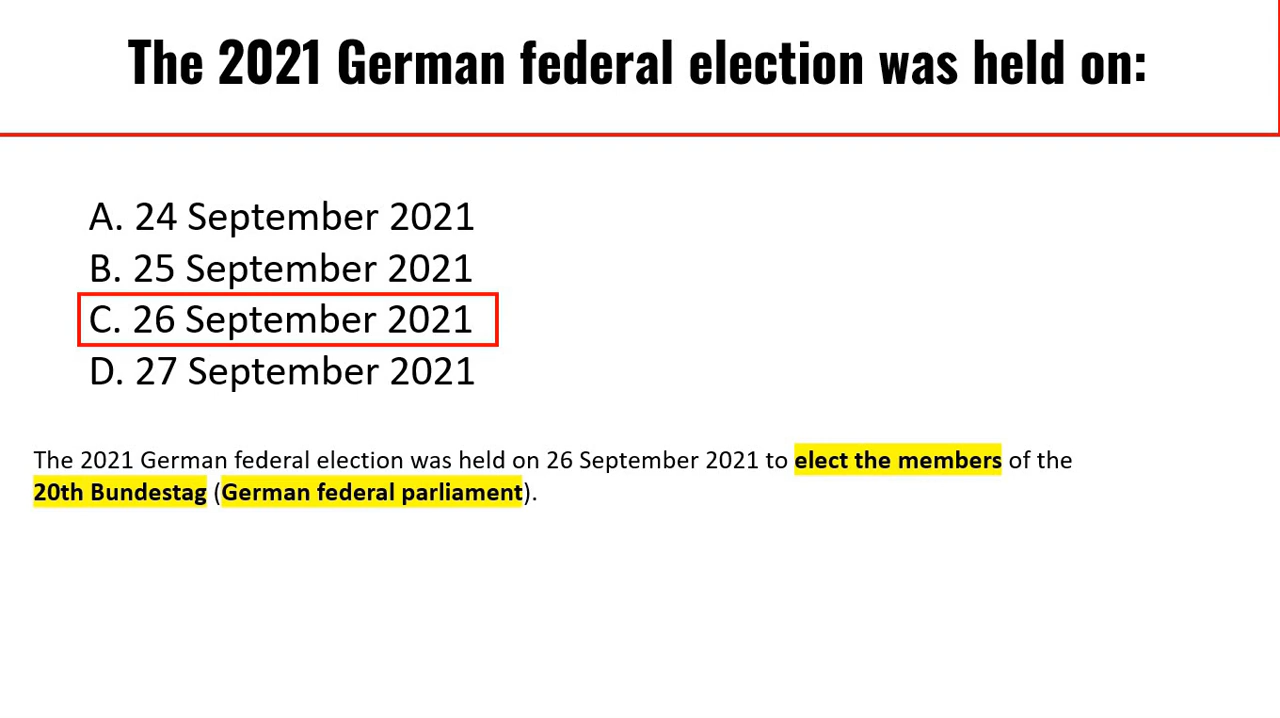 The 2021 German federal election was held on:
A. 24 September 2021
B. 25 September 2021
C. 26 September 2021
D. 27 September 2021
The 2021 German federal election was held on 26 September 2021 to elect the members of the
20th Bundestag (German federal parliament).